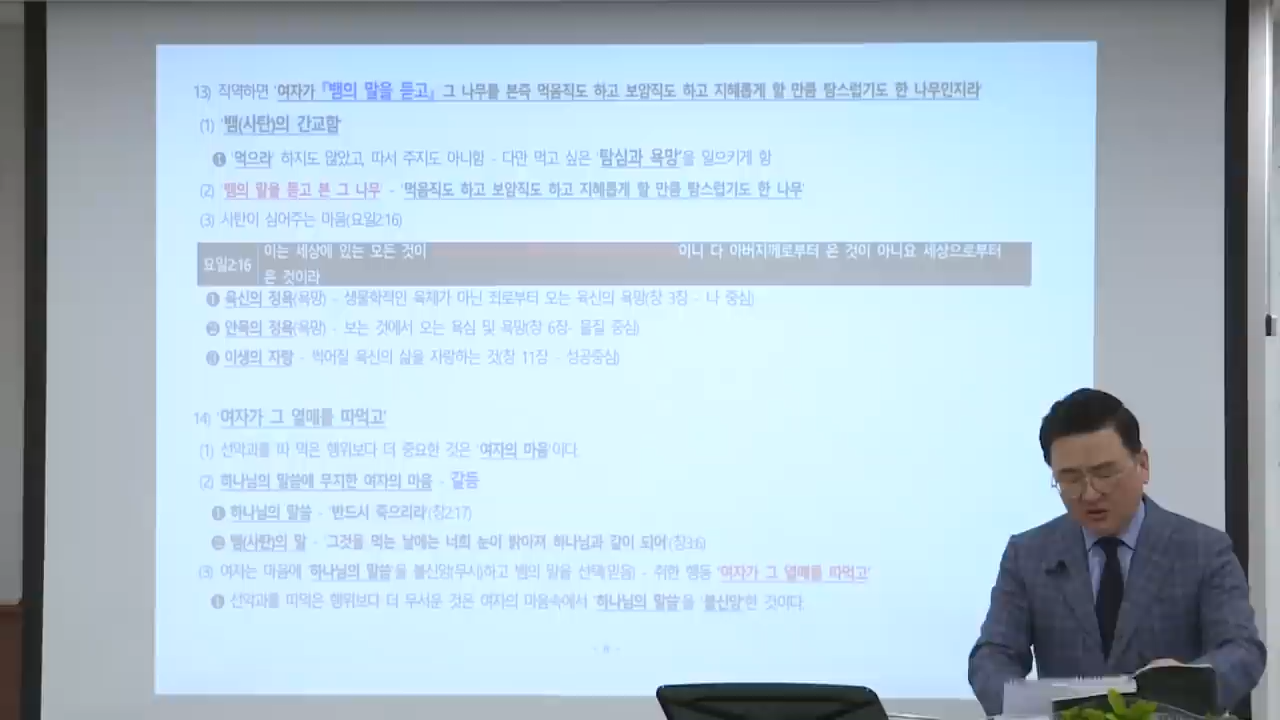 13) 직역하면 '여자가 『뱀의 말을 듣고』 그 나무를 본즉 먹음직도 하고 보암직도 하고 지혜롭게 할 만큼 탐스럽기도 한 나무인지라'
(1) '뱀(사탄)의 간교함'
❶ '먹으라' 하지도 않았고, 따서 주지도 아니함 - 다만 먹고 싶은 '탐심과 욕망'을 일으키게 함
(2) '뱀의 말을 듣고 본 그 나무 - '먹음직도 하고 보암직도 하고 지혜롭게 할 만큼 탐스럽기도 한 나무'
(3) 사탄이 심어주는 마음(요일2:16)
요일2:16 이는 세상에 있는 모든 것이 이니 다 아버지께로부터 온 것이 아니요 세상으로부터
온 것이라
❶ 육신의 정욕(욕망) - 생물학적인 육체가 아닌 죄로부터 오는 육신의 욕망(창 3장 - 나 중심)
❷ 안목의 정욕(욕망) - 보는 것에서 오는 욕심 및 욕망(창 6장- 물질 중심)
❸ 이생의 자랑 - 썩어질 육신의 삶을 자랑하는 것(창 11장 - 성공중심)
14) '여자가 그 열매를 따먹고'
(1) 선악과를 따 먹은 행위보다 더 중요한 것은 '여자의 마음'이다.
(2) 하나님의 말씀에 무지한 여자의 마음 - 갈등
❶ 하나님의 말씀 - '반드시 죽으리라'(창2:17)
❷ 뱀(사탄)의 말 - '그것을 먹는 날에는 너희 눈이 밝아져 하나님과 같이 되어'(창3:6)
(3) 여자는 마음에 '하나님의 말씀'을 불신앙(무시)하고 뱀의 말을 선택(믿음) - 취한 행동 '여자가 그 열매를 따먹고'
❶ 선악과를 따먹은 행위보다 더 무서운 것은 여자의 마음속에서 '하나님의 말씀'을 '불신앙'한 것이다.
- 8 -